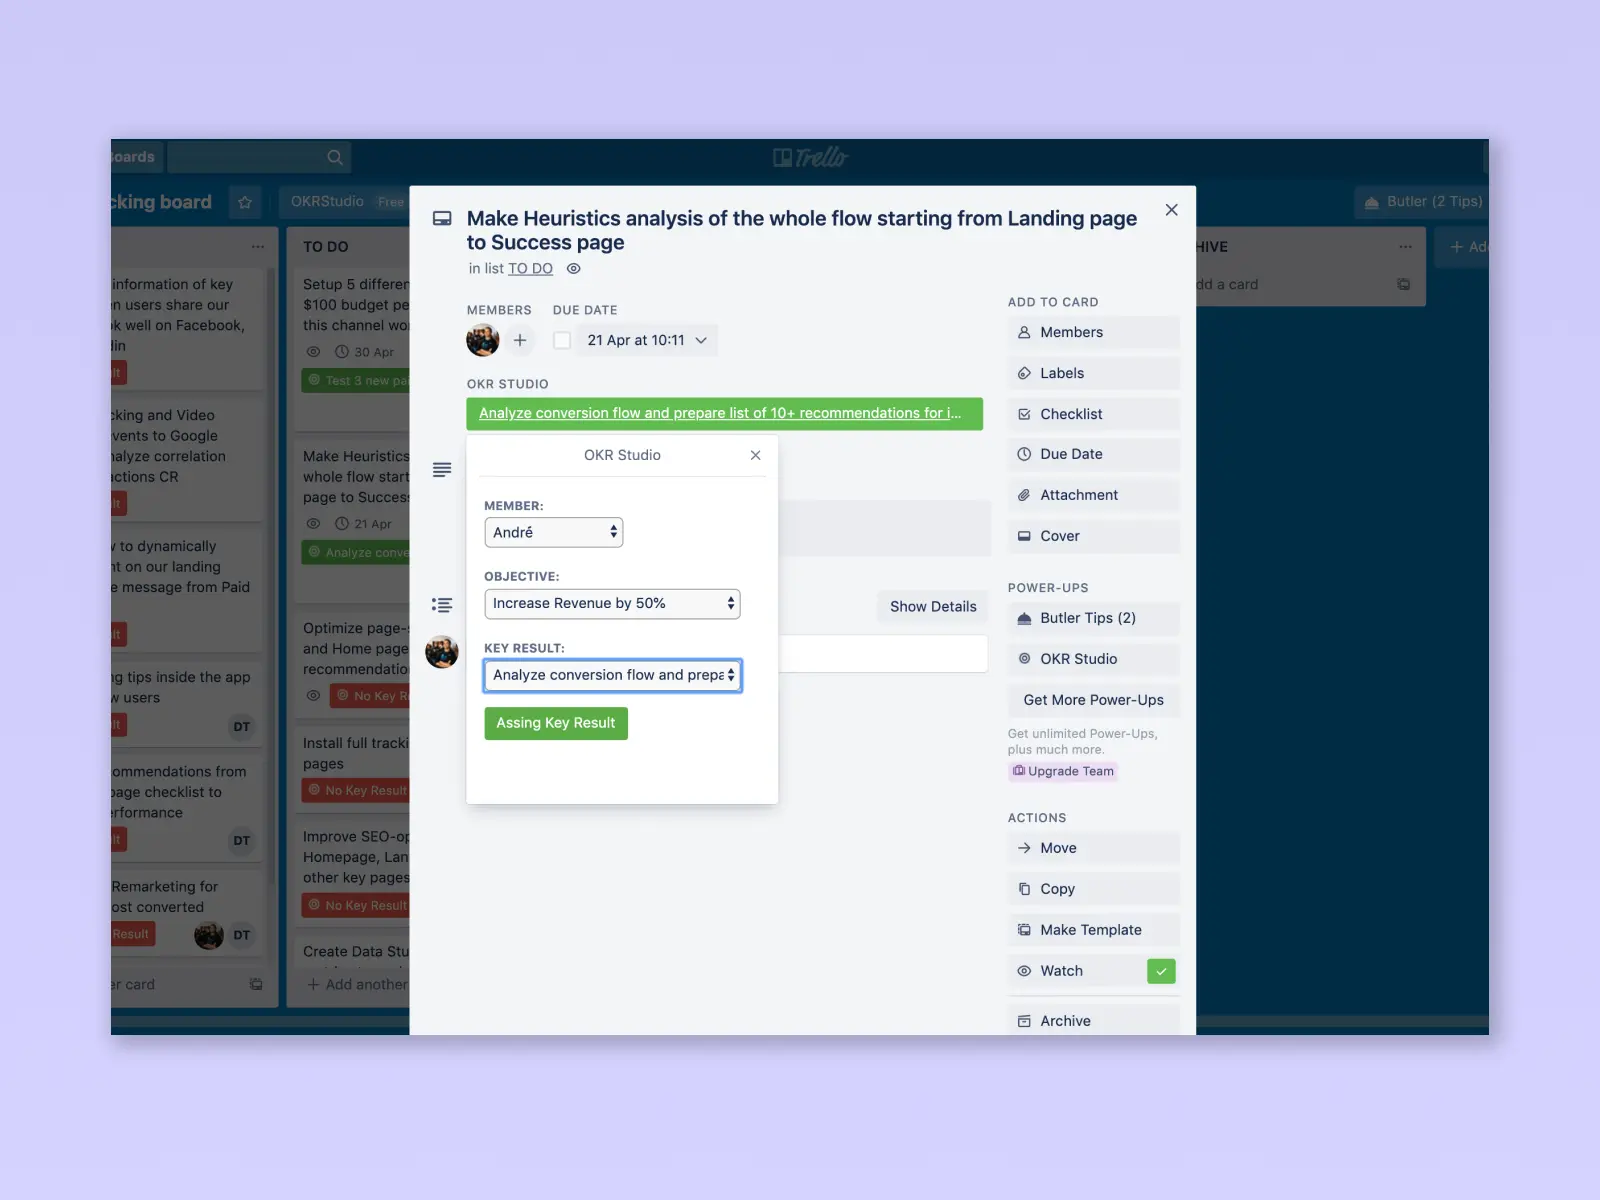 Boards
Trello
cking board
OKRStudio
Free
Butler (2 Tips)
information of key
n users share our
k well on Facebook,
din
lt
cking and Video
vents to Google
nalyze correlation
actions CR
lt
w to dynamically
nt on our landing
e message from Paid
lt
ng tips inside the app
w users
lt
DT
ommendations from
page checklist to
erformance
lt
DT
Remarketing for
ost converted
Result
DT
er card
TO DO
Setup 5 differen
$100 budget pe
this channel wo
30 Apr
Test 3 new pai
Make Heuristics
whole flow start
page to Success
21 Apr
Analyze conve
Optimize page-s
and Home page
recommendatio
No Key Re
Install full tracki
pages
No Key Result
Improve SEO-op
Homepage, Lan
other key pages
No Key Result
Create Data Stu
+ Add another
Make Heuristics analysis of the whole flow starting from Landing page
to Success page
in list TO DO
MEMBERS
DUE DATE
21 Apr at 10:11
OKR STUDIO
Analyze conversion flow and prepare list of 10+ recommendations for i...
OKR Studio
MEMBER:
André
OBJECTIVE:
Increase Revenue by 50%
KEY RESULT:
Analyze conversion flow and prepa
Assing Key Result
Show Details
ADD TO CARD
Members
Labels
Checklist
Due Date
Attachment
Cover
POWER-UPS
Butler Tips (2)
OKR Studio
Get More Power-Ups
Get unlimited Power-Ups,
plus much more.
Upgrade Team
ACTIONS
Move
Copy
Make Template
Watch
Archive
HIVE
dd a card
+ Add